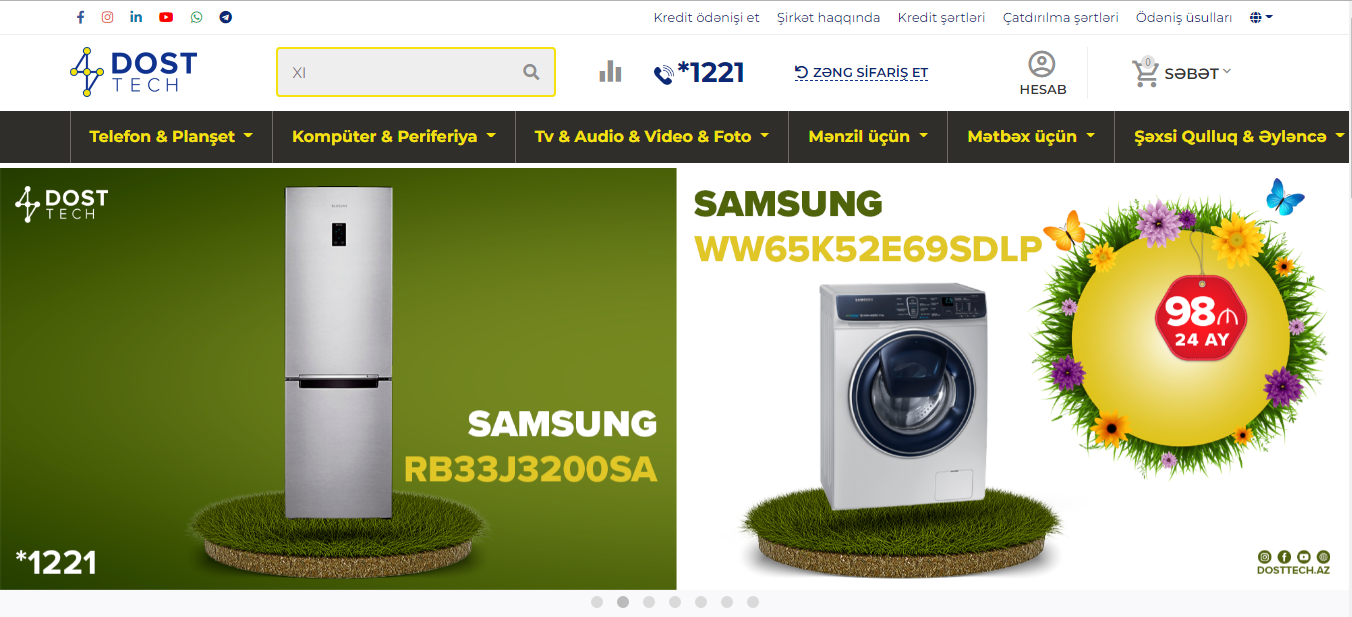 Kredit ödənişi et Şirkət haqqında Kredit şərtləri Çatdırılma şərtləri Ödəniş üsulları
DOST
TECH
XI
*1221
ZƏNG SİFARİŞ ET
HESAB
0
SƏBƏT
Telefon & Planşet Kompüter & Periferiya Tv & Audio & Video & Foto Mənzil üçün Mətbəx üçün Şəxsi Qulluq & Əyləncə
DOST
TECH
SAMSUNG
RB33J3200SA
*1221
SAMSUNG
WW65K52E69SDLP
SAMSUNG
98₼
24 AY
DOSTTECH.AZ